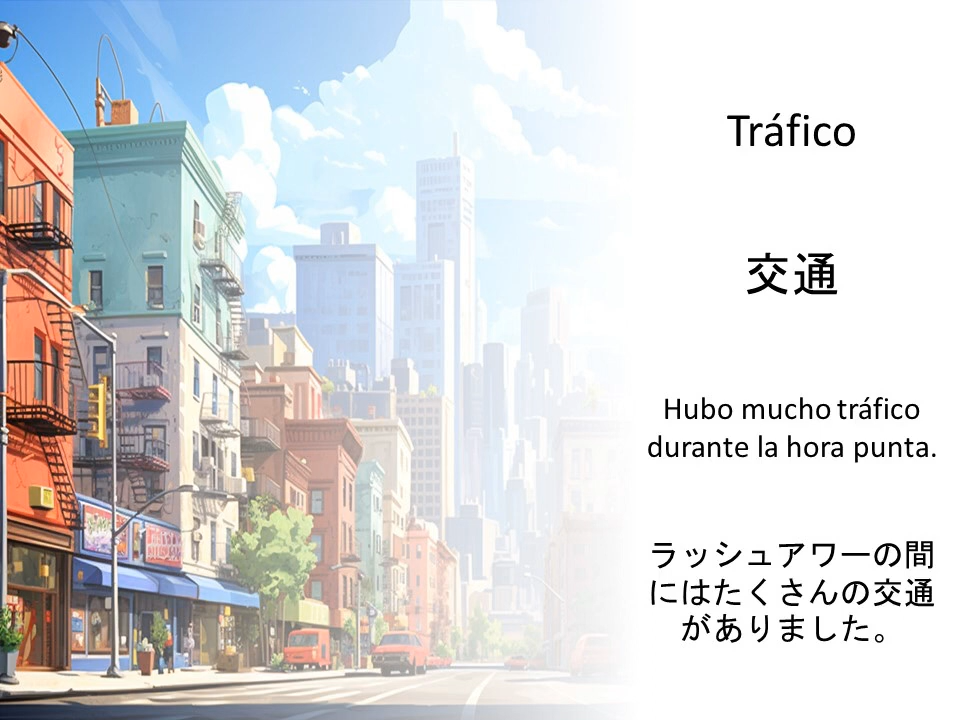 Tráfico
交通
Hubo mucho tráfico
durante la hora punta.
ラッシュアワーの間
にはたくさんの交通
がありました。